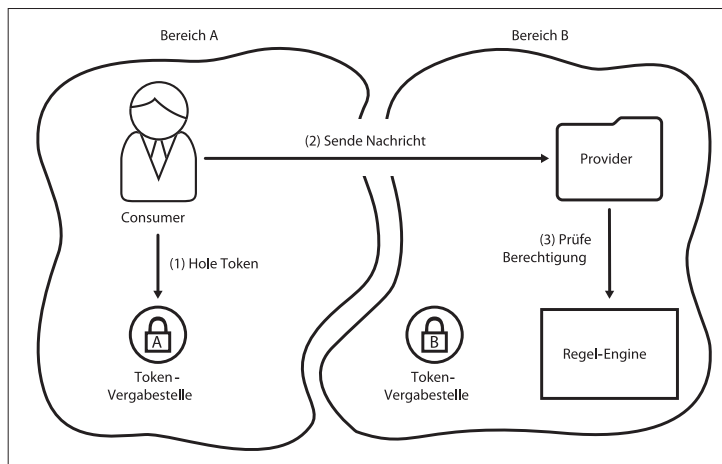 Bereich A
Bereich B
(2) Sende Nachricht
Provider
Consumer
(1) Hole Token
(3) Prüfe
Berechtigung
A
Token-
Vergabestelle
B
Token-
Vergabestelle
Regel-Engine